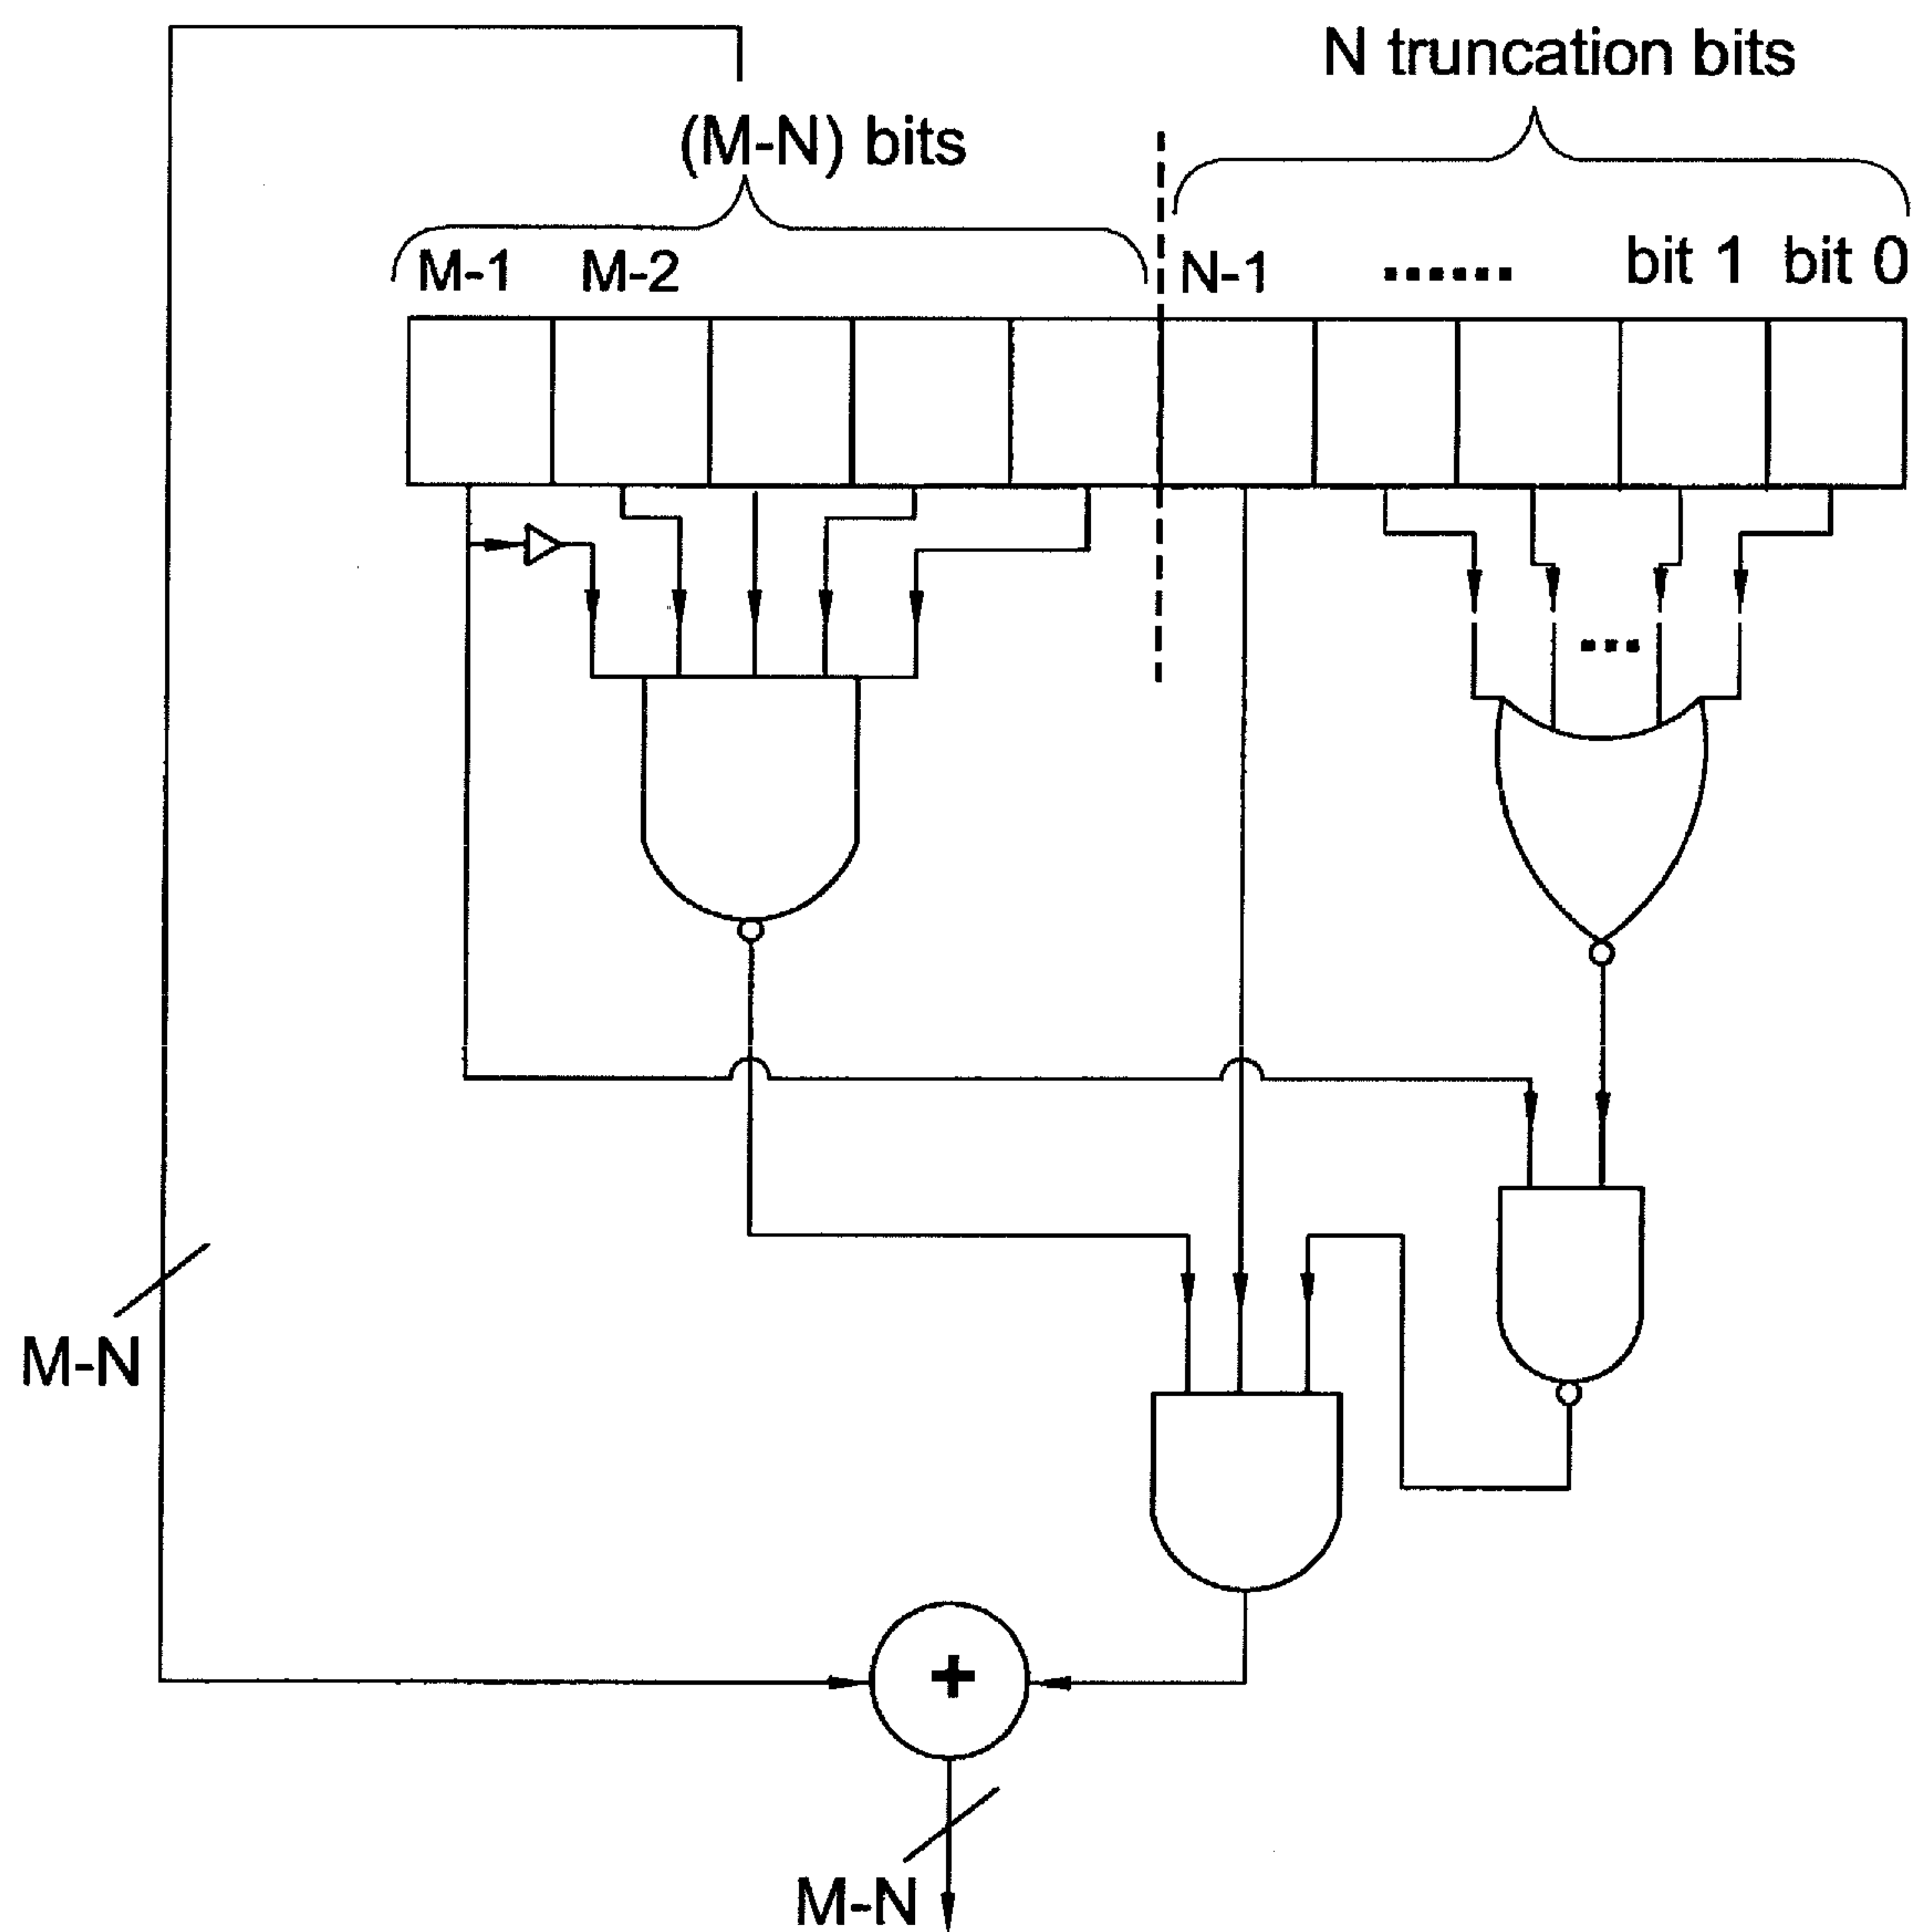 N truncation bits
(M-N) bits
M-1 M-2 N-1 ...... bit 1 bit 0
...
M-N
+
M-N